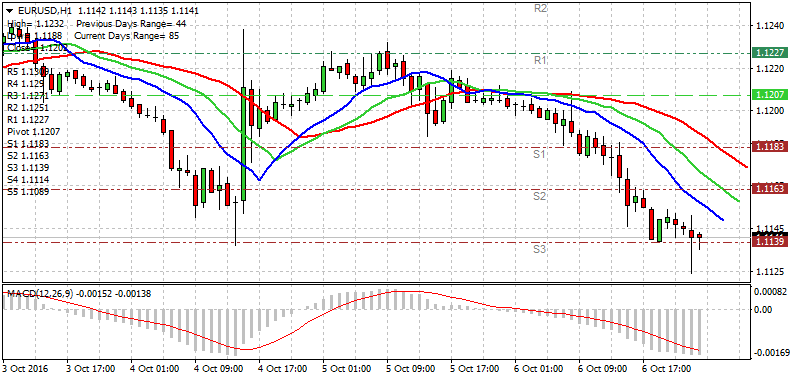 EURUSD,H1 1.1142 1.1143 1.1135 1.1141
High= 1.1232 Previous Days Range= 44
Low= 1.1188 Current Days Range= 85
Close= 1.1202
R5
R4 1.129
R3 1.1271
R2 1.1251
R1 1.1227
Pivot 1.1207
S1 1.1183
S2 1.1163
S3 1.1139
S4 1.1114
S5 1.1089
R2
R1
S1
S2
S3
1.1240
1.1227
1.1220
1.1207
1.1200
1.1183
1.1163
1.1145
1.1139
1.1125
MACD(12,26,9) -0.00152 -0.00138
0.00082
0.00
-0.00169
3 Oct 2016
3 Oct 17:00
4 Oct 01:00
4 Oct 09:00
4 Oct 17:00
5 Oct 01:00
5 Oct 09:00
5 Oct 17:00
6 Oct 01:00
6 Oct 09:00
6 Oct 17:00